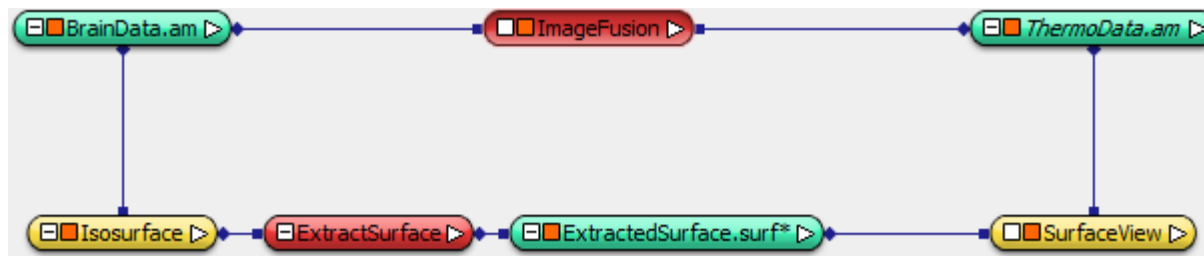 BrainData.am
ImageFusion
ThermoData.am
Isosurface
ExtractSurface
ExtractedSurface.surf*
SurfaceView